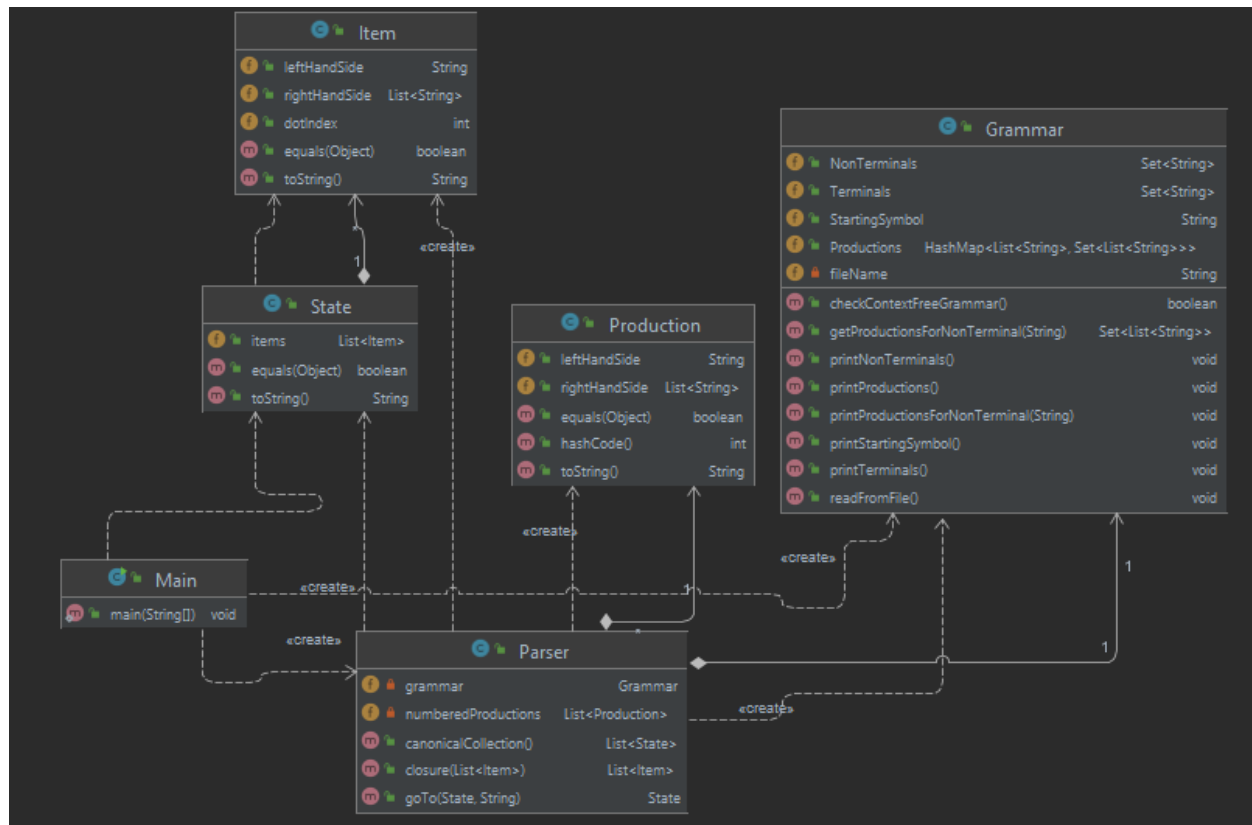 Item
leftHandSide String
rightHandSide List<String>
dotIndex int
equals(Object) boolean
toString() String
«create»
*
1
State
items List<Item>
equals(Object) boolean
toString() String
Production
leftHandSide String
rightHandSide List<String>
equals(Object) boolean
hashCode() int
toString() String
Grammar
NonTerminals Set<String>
Terminals Set<String>
StartingSymbol String
Productions HashMap<List<String>, Set<List<String>>>
fileName String
checkContextFreeGrammar() boolean
getProductionsForNonTerminal(String) Set<List<String>>
printNonTerminals() void
printProductions() void
printProductionsForNonTerminal(String) void
printStartingSymbol() void
printTerminals() void
readFromFile() void
«create»
«create»
1
Main
main(String[]) void
«create»
1
*
«create»
1
Parser
grammar Grammar
numberedProductions List<Production>
canonicalCollection() List<State>
closure(List<Item>) List<Item>
goTo(State, String) State
«create»